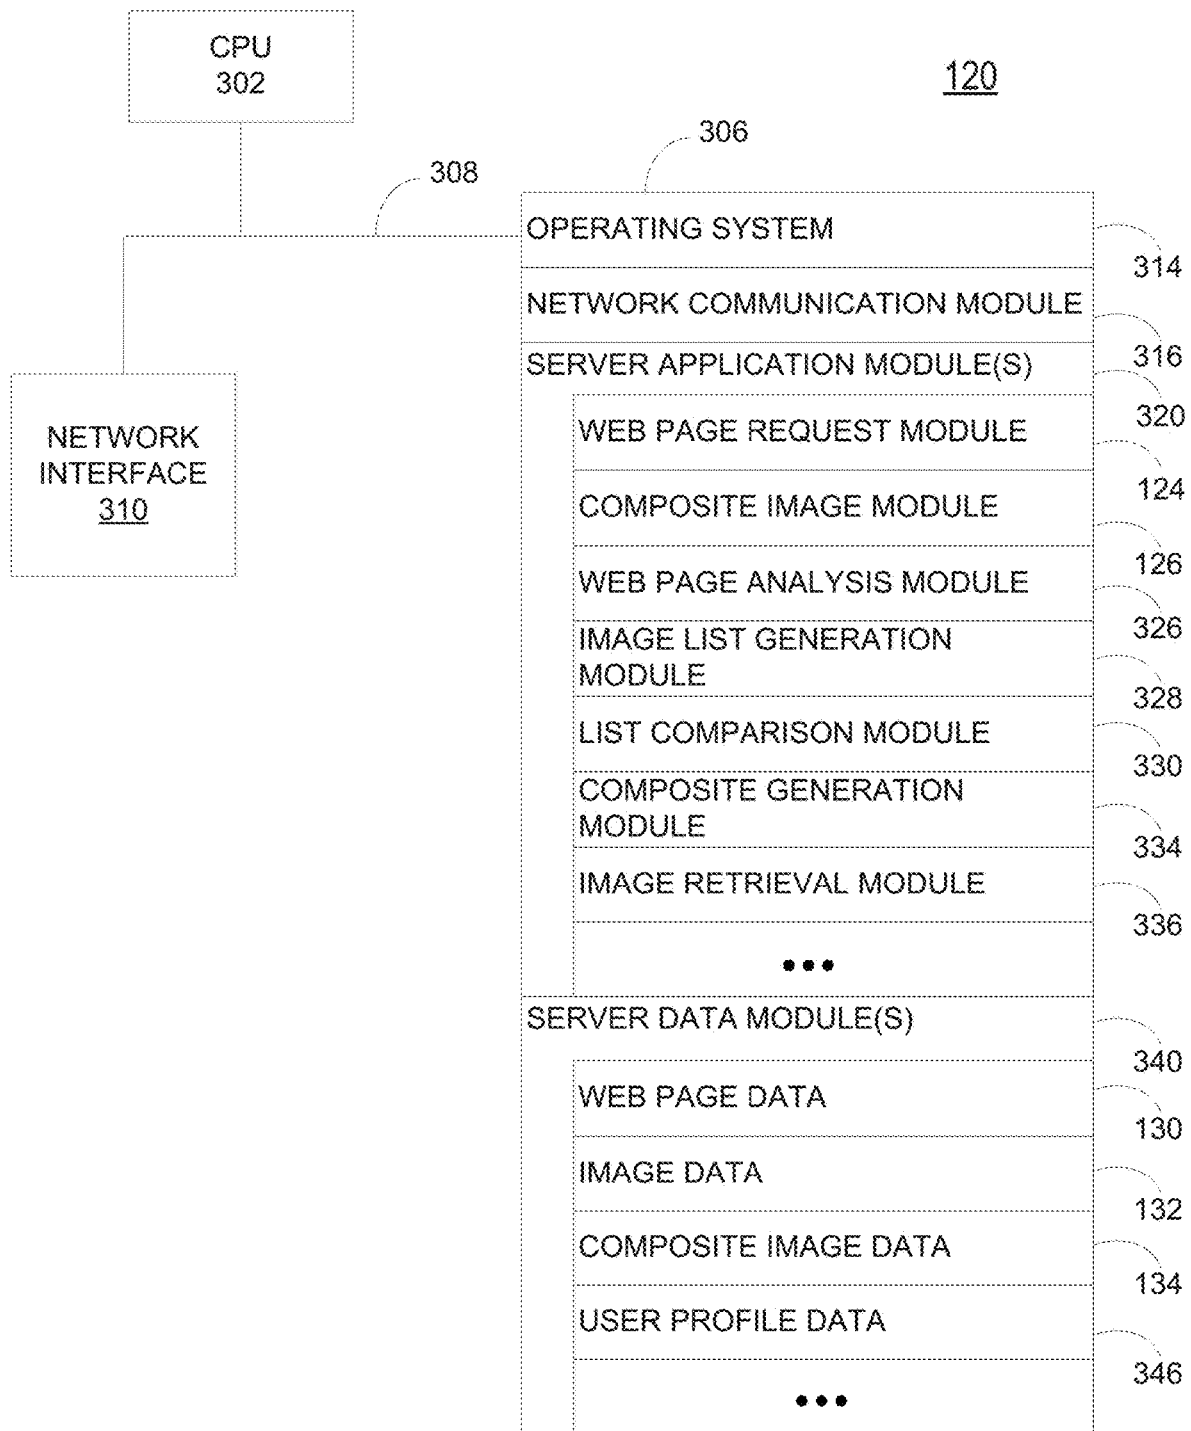 CPU
302
120
306
308
OPERATING SYSTEM
314
NETWORK COMMUNICATION MODULE
316
SERVER APPLICATION MODULE(S)
320
WEB PAGE REQUEST MODULE
124
NETWORK
INTERFACE
310
COMPOSITE IMAGE MODULE
126
WEB PAGE ANALYSIS MODULE
326
IMAGE LIST GENERATION
MODULE
328
LIST COMPARISON MODULE
330
COMPOSITE GENERATION
MODULE
334
IMAGE RETRIEVAL MODULE
336
•••
SERVER DATA MODULE(S)
340
WEB PAGE DATA
130
IMAGE DATA
132
COMPOSITE IMAGE DATA
134
USER PROFILE DATA
346
•••